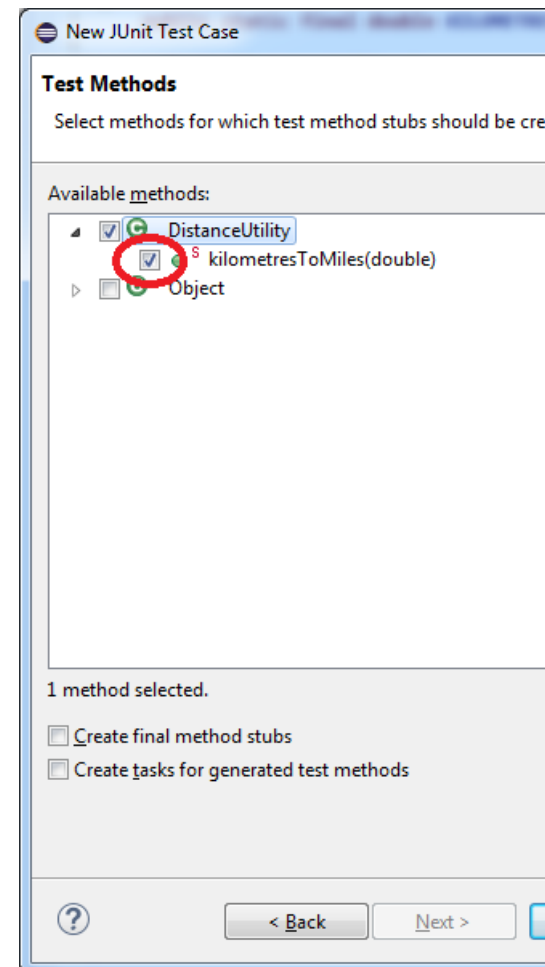 New JUnit Test Case
Test Methods
Select methods for which test method stubs should be cre
Available methods:
C DistanceUtility
S kilometresToMiles(double)
C Object
1 method selected.
Create final method stubs
Create tasks for generated test methods
? < Back Next >